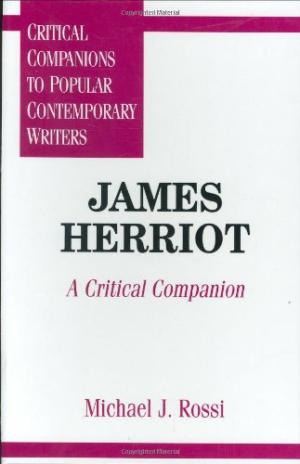 CRITICAL
COMPANIONS
TO POPULAR
CONTEMPORARY
WRITERS
JAMES
HERRIOT
A Critical Companion
Michael J. Rossi